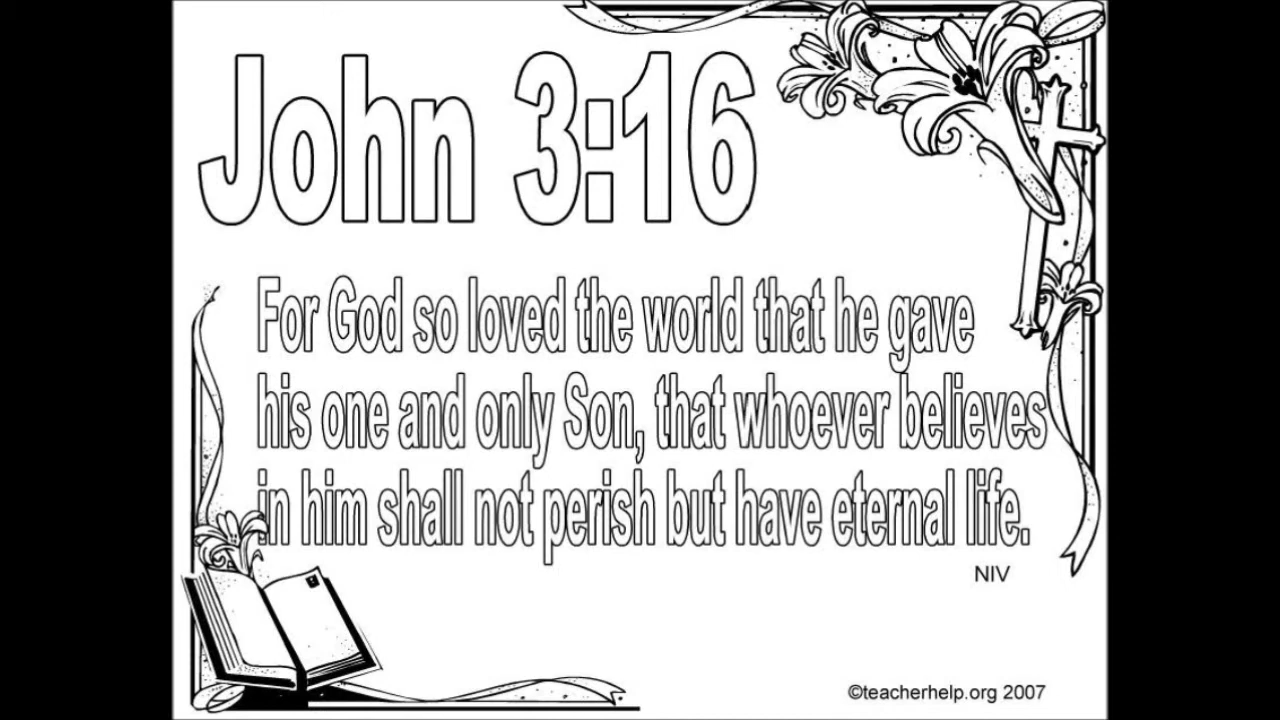 John 3:16
For God so loved the world that he gave
his one and only Son, that whoever believes
in him shall not perish but have eternal life.
NIV
©teacherhelp.org 2007